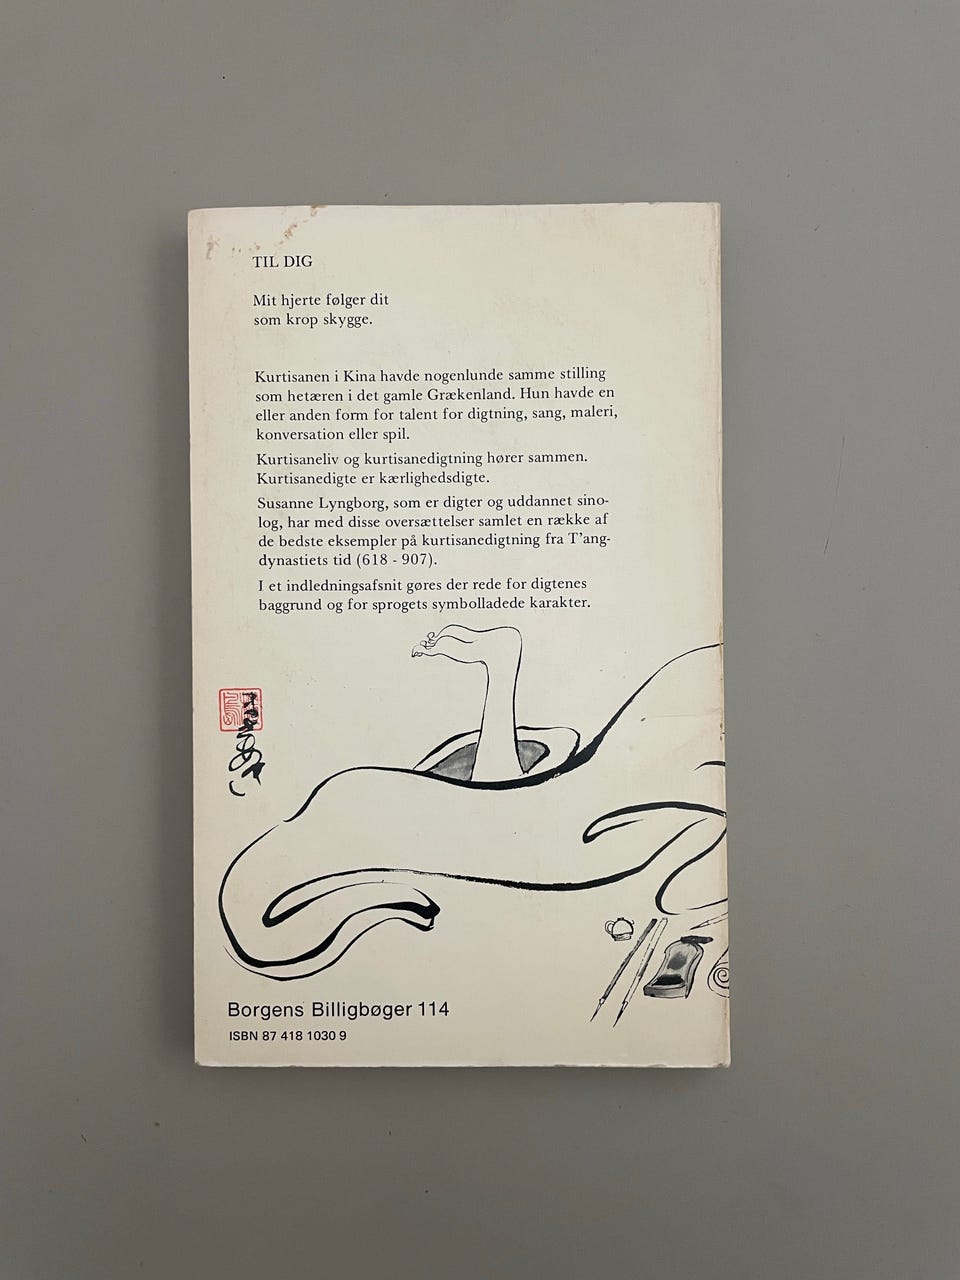 TIL DIG
Mit hjerte følger dit
som krop skygge.
Kurtisanen i Kina havde nogenlunde samme stilling
som hetæren i det gamle Grækenland. Hun havde en
eller anden form for talent for digtning, sang, maleri,
konversation eller spil.
Kurtisaneliv og kurtisanedigtning hører sammen.
Kurtisanedigte er kærlighedsdigte.
Susanne Lyngborg, som er digter og uddannet sino-
log, har med disse oversættelser samlet en række af
de bedste eksempler på kurtisanedigtning fra T'ang-
dynastiets tid (618 - 907).
I et indledningsafsnit gøres der rede for digtenes
baggrund og for sprogets symbolladede karakter.
Borgens Billigbøger 114
ISBN 87 418 1030 9